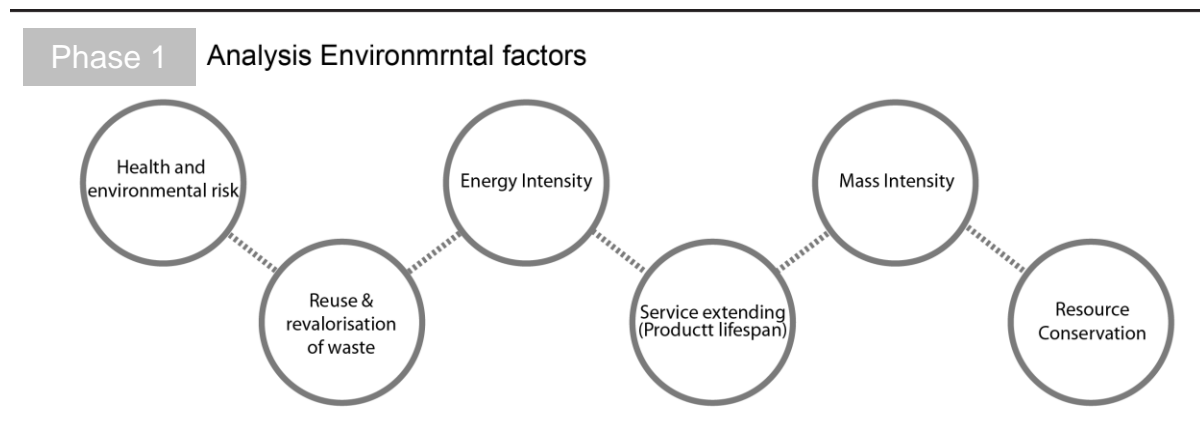 Phase 1
Analysis Environmrntal factors
Health and
environmental risk
Reuse &
revalorisation
of waste
Energy Intensity
Service extending
(Productt lifespan)
Mass Intensity
Resource
Conservation